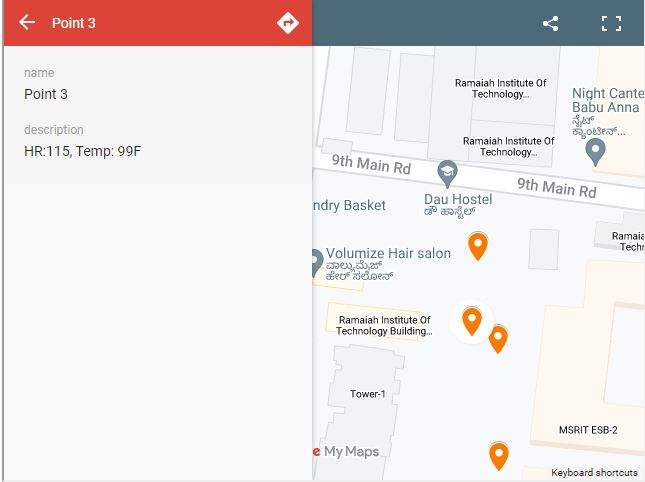 Point 3
name
Point 3
description
HR:115, Temp: 99F
Ramaiah Institute Of
Technology...
Night Cante
Babu Anna
ನೈಟ್
ಕ್ಯಾಂಟೀನ್...
Ramaiah Institute Of
Technology...
9th Main Rd
9th Main Rd
Dau Hostel
ಡೌ ಹಾಸ್ಟೆಲ್
ndry Basket
Ramaia
Techn
Volumize Hair salon
ವಾಲ್ಯುಮೈಜ್
ಹೇರ್ ಸಲೋನ್
Ramaiah Institute Of
Technology Building...
Tower-1
MSRIT ESB-2
e My Maps
Keyboard shortcuts